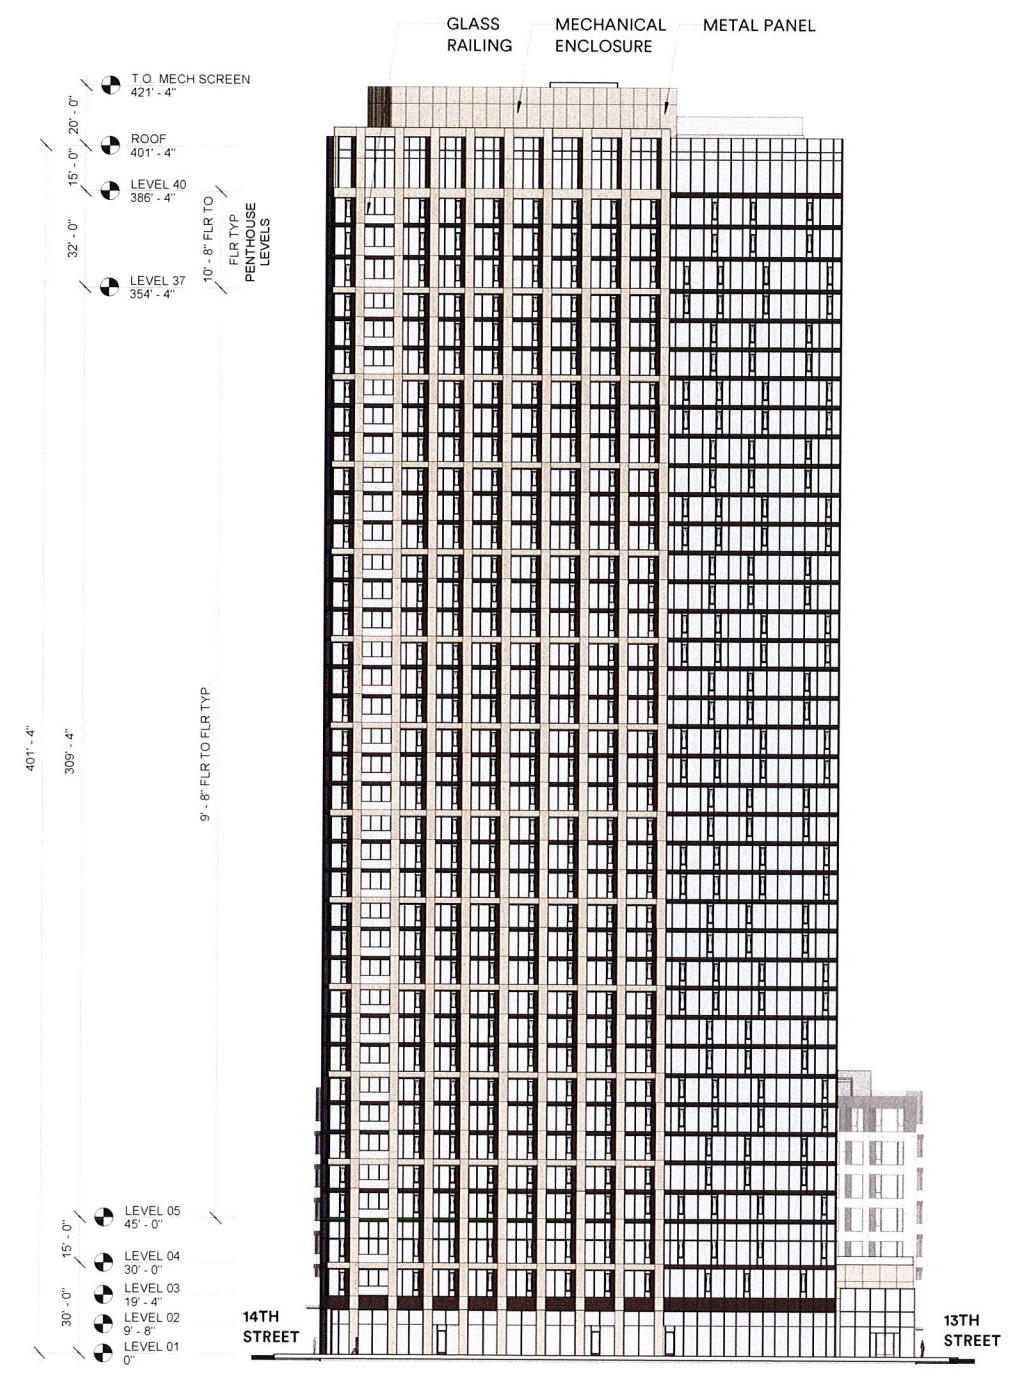 GLASS
RAILING
MECHANICAL
ENCLOSURE
METAL PANEL
T.O. MECH SCREEN
421' - 4"
20' - 0"
ROOF
401' - 4"
15' - 0"
LEVEL 40
386' - 4"
32' - 0"
10' - 8" FLR TO
FLR TYP
PENTHOUSE
LEVELS
LEVEL 37
354' - 4"
401' - 4"
309' - 4"
9' - 8" FLR TO FLR TYP
LEVEL 05
45' - 0"
15' - 0"
LEVEL 04
30' - 0"
LEVEL 03
19' - 4"
30' - 0"
LEVEL 02
9' - 8"
LEVEL 01
0"
14TH
STREET
13TH
STREET